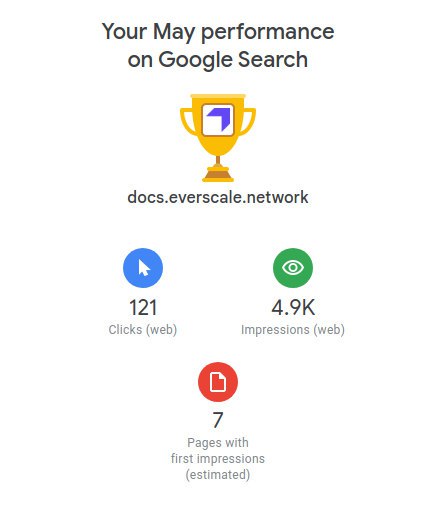 Your May performance
on Google Search
docs.everscale.network
121
Clicks (web)
4.9K
Impressions (web)
7
Pages with
first impressions
(estimated)